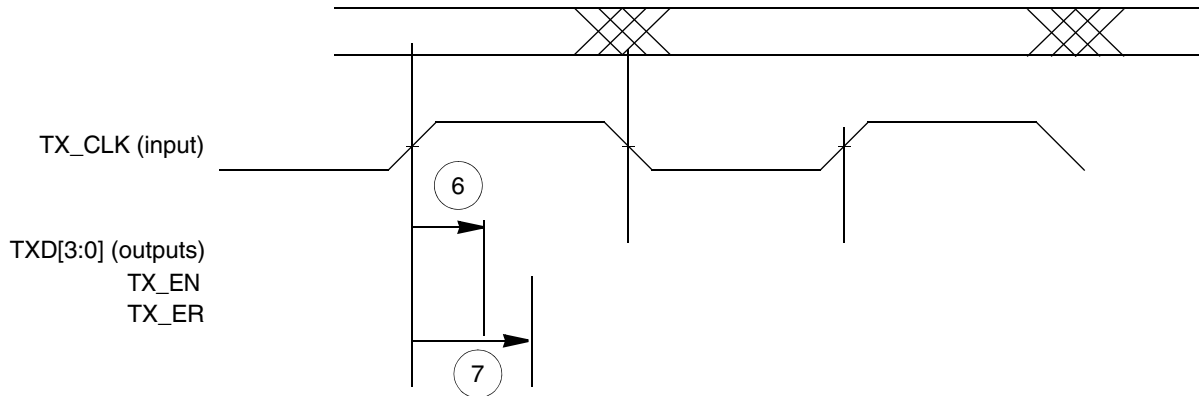 TX_CLK (input)
6
TXD[3:0] (outputs)
TX_EN
TX_ER
7